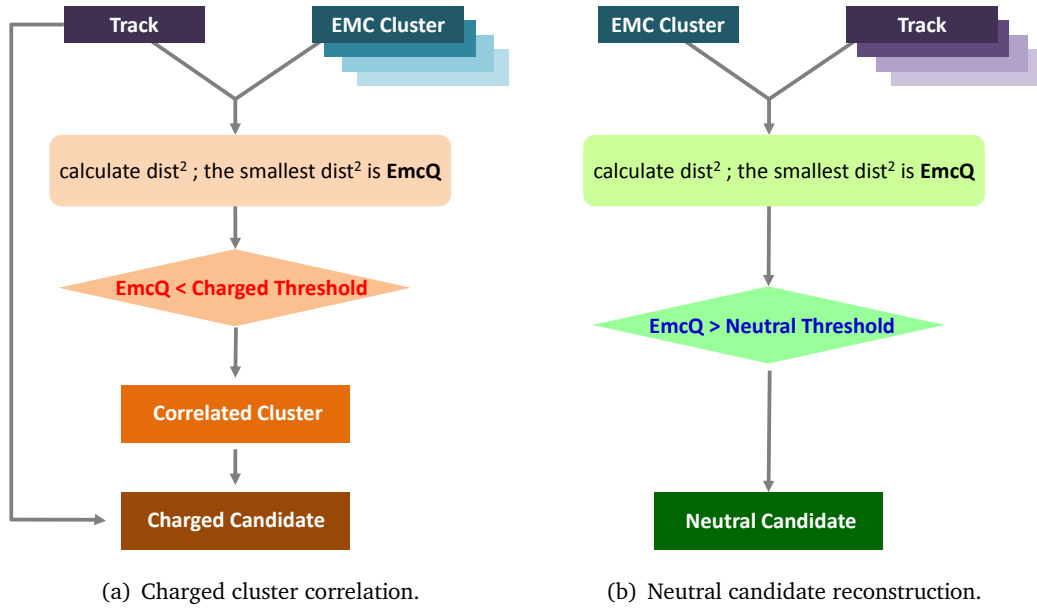 Track
EMC Cluster
calculate dist² ; the smallest dist² is EmcQ
EmcQ < Charged Threshold
Correlated Cluster
Charged Candidate
(a) Charged cluster correlation.
EMC Cluster
Track
calculate dist² ; the smallest dist² is EmcQ
EmcQ > Neutral Threshold
Neutral Candidate
(b) Neutral candidate reconstruction.